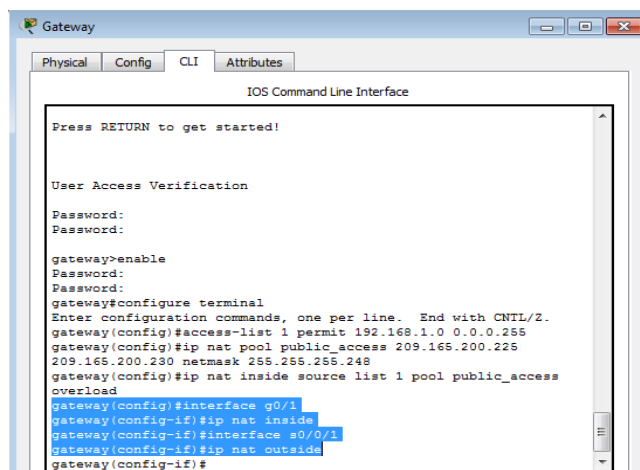 Gateway
Physical Config CLI Attributes
IOS Command Line Interface
Press RETURN to get started!
User Access Verification
Password:
Password:
gateway>enable
Password:
Password:
gateway#configure terminal
Enter configuration commands, one per line.  End with CNTL/Z.
gateway(config)#access-list 1 permit 192.168.1.0 0.0.0.255
gateway(config)#ip nat pool public_access 209.165.200.225
209.165.200.230 netmask 255.255.255.248
gateway(config)#ip nat inside source list 1 pool public_access
overload
gateway(config)#interface g0/1
gateway(config-if)#ip nat inside
gateway(config-if)#interface s0/0/1
gateway(config-if)#ip nat outside
gateway(config-if)#